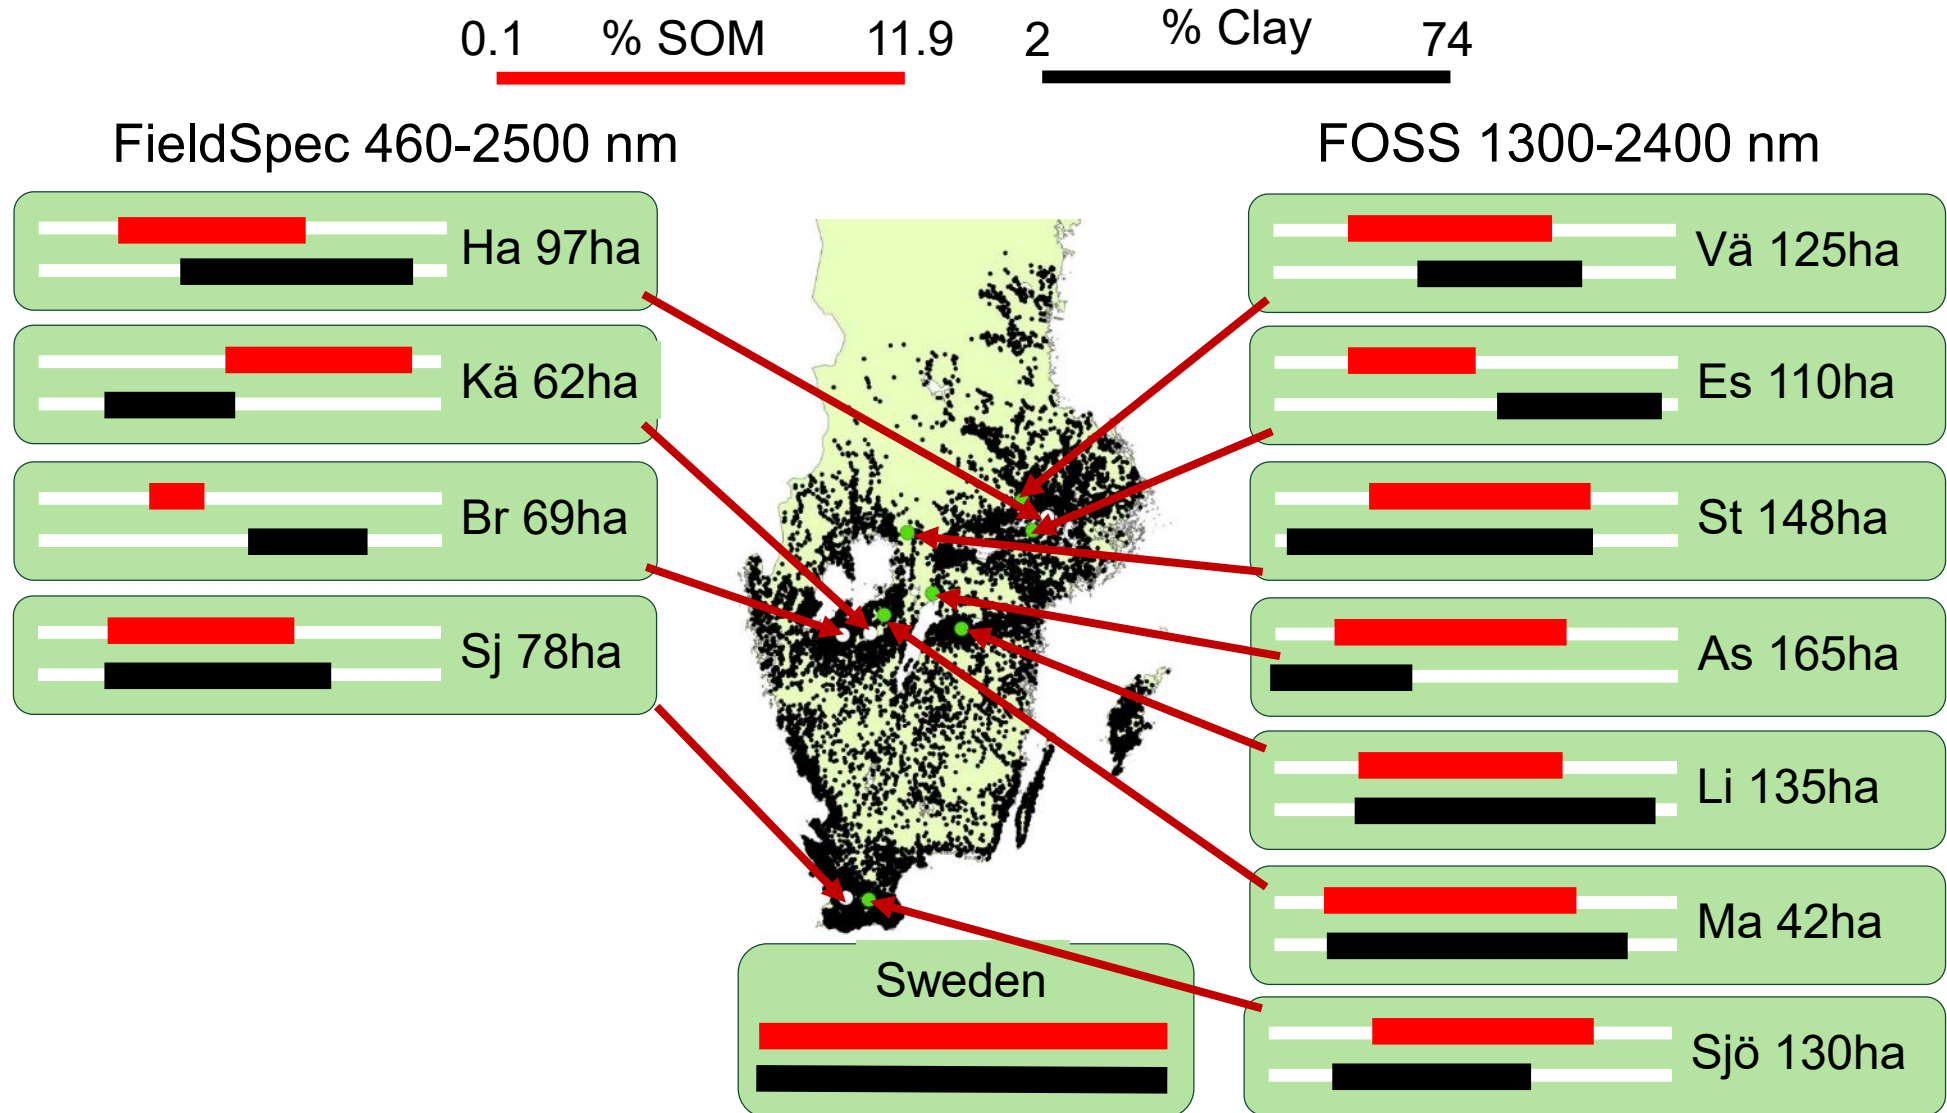 0.1 % SOM 11.9 2 % Clay 74
FieldSpec 460-2500 nm
Ha 97ha
Kä 62ha
Br 69ha
Sj 78ha
FOSS 1300-2400 nm
Vä 125ha
Es 110ha
St 148ha
As 165ha
Li 135ha
Ma 42ha
Sjö 130ha
Sweden